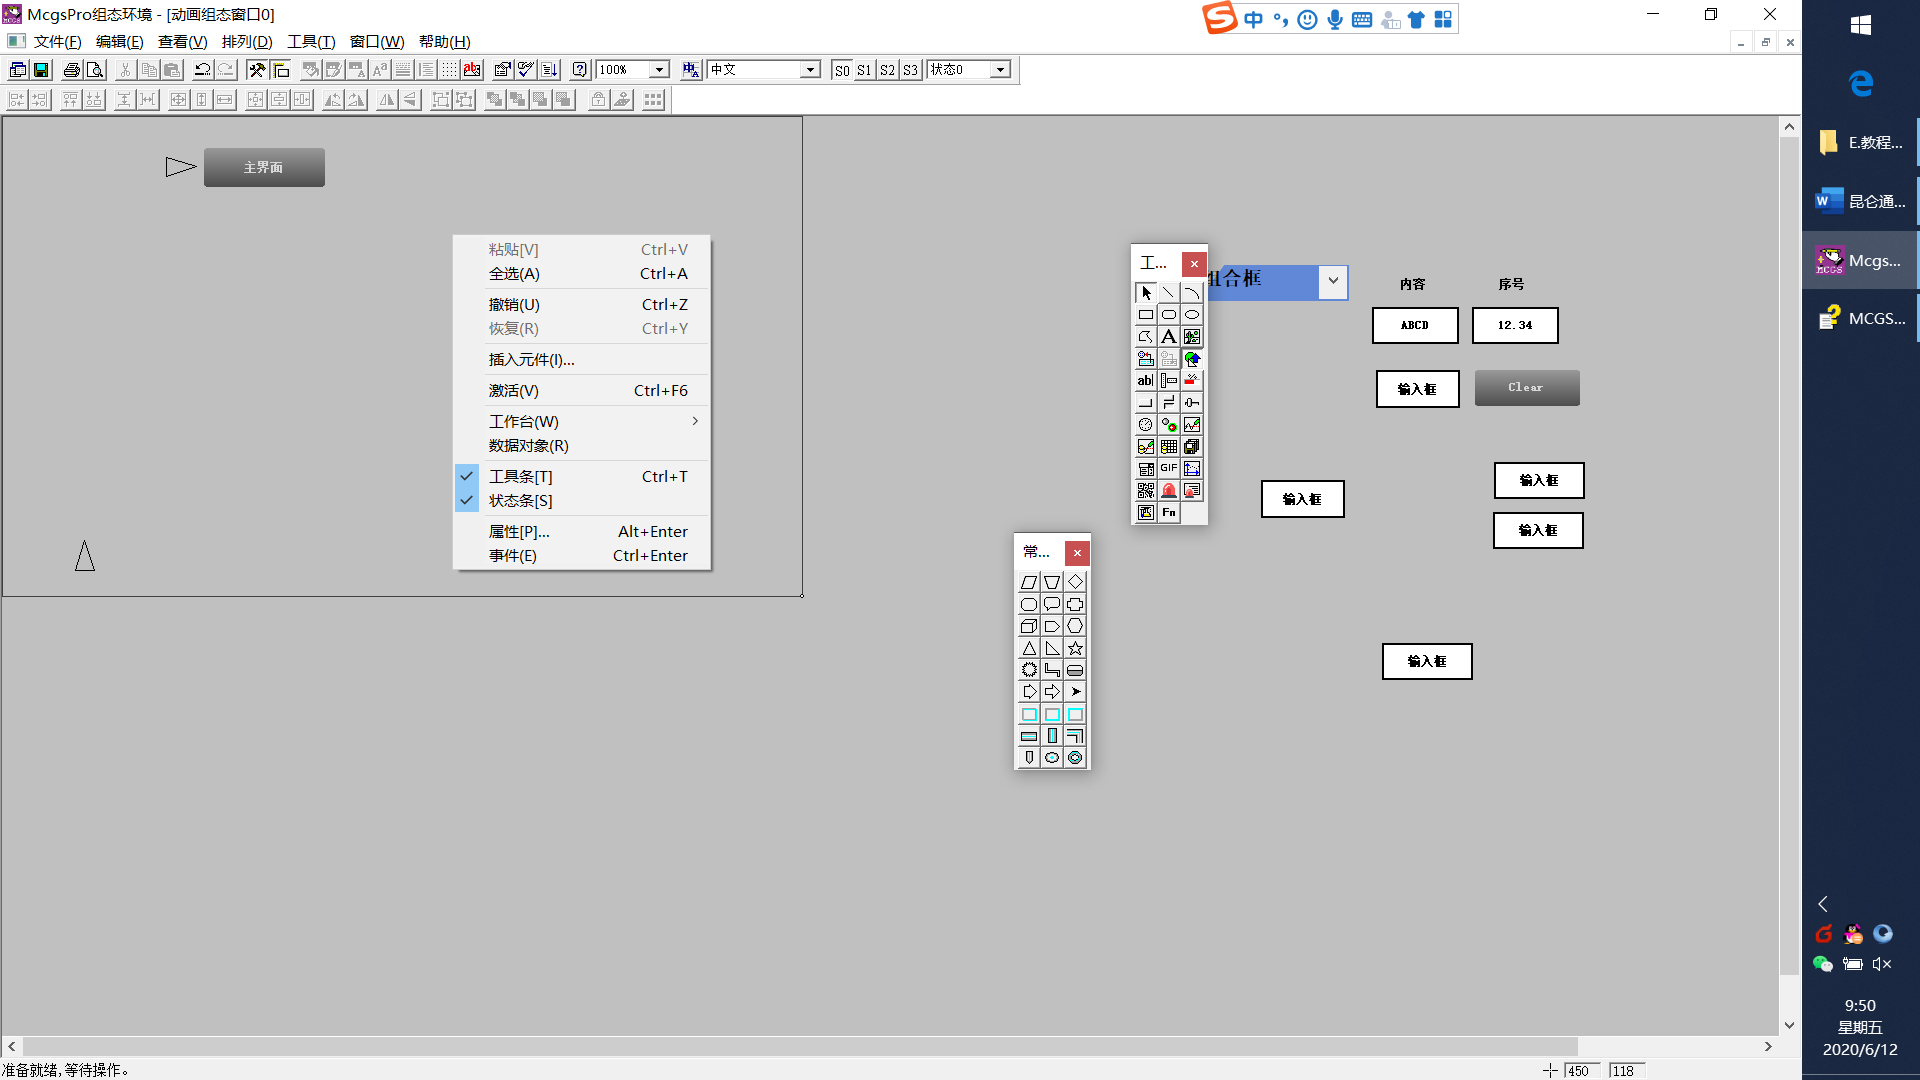 McgsPro组态环境 - [动画组态窗口0]
文件(F) 编辑(E) 查看(V) 排列(D) 工具(T) 窗口(W) 帮助(H)
100% 中文 S0 S1 S2 S3 状态0
主界面
粘贴[V] Ctrl+V
全选(A) Ctrl+A
撤销(U) Ctrl+Z
恢复(R) Ctrl+Y
插入元件(I)...
激活(V) Ctrl+F6
工作台(W)
数据对象(R)
工具条[T] Ctrl+T
状态条[S]
属性[P]... Alt+Enter
事件(E) Ctrl+Enter
工...
组合框
ab|
GIF
Fn
常...
内容 序号
ABCD 12.34
输入框 Clear
输入框
输入框
输入框
输入框
中
E.教程...
昆仑通...
Mcgs...
MCGS...
9:50
星期五
2020/6/12
准备就绪,等待操作。
450 118